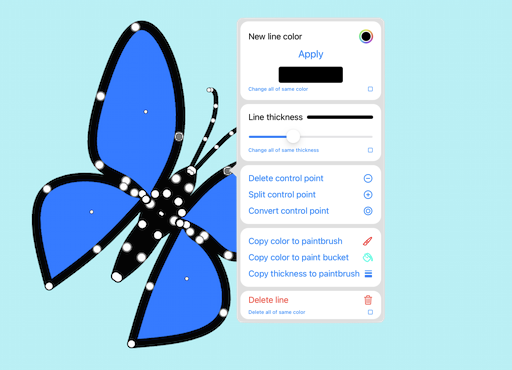 New line color
Apply
Change all of same color
Line thickness
Change all of same thickness
Delete control point
Split control point
Convert control point
Copy color to paintbrush
Copy color to paint bucket
Copy thickness to paintbrush
Delete line
Delete all of same color